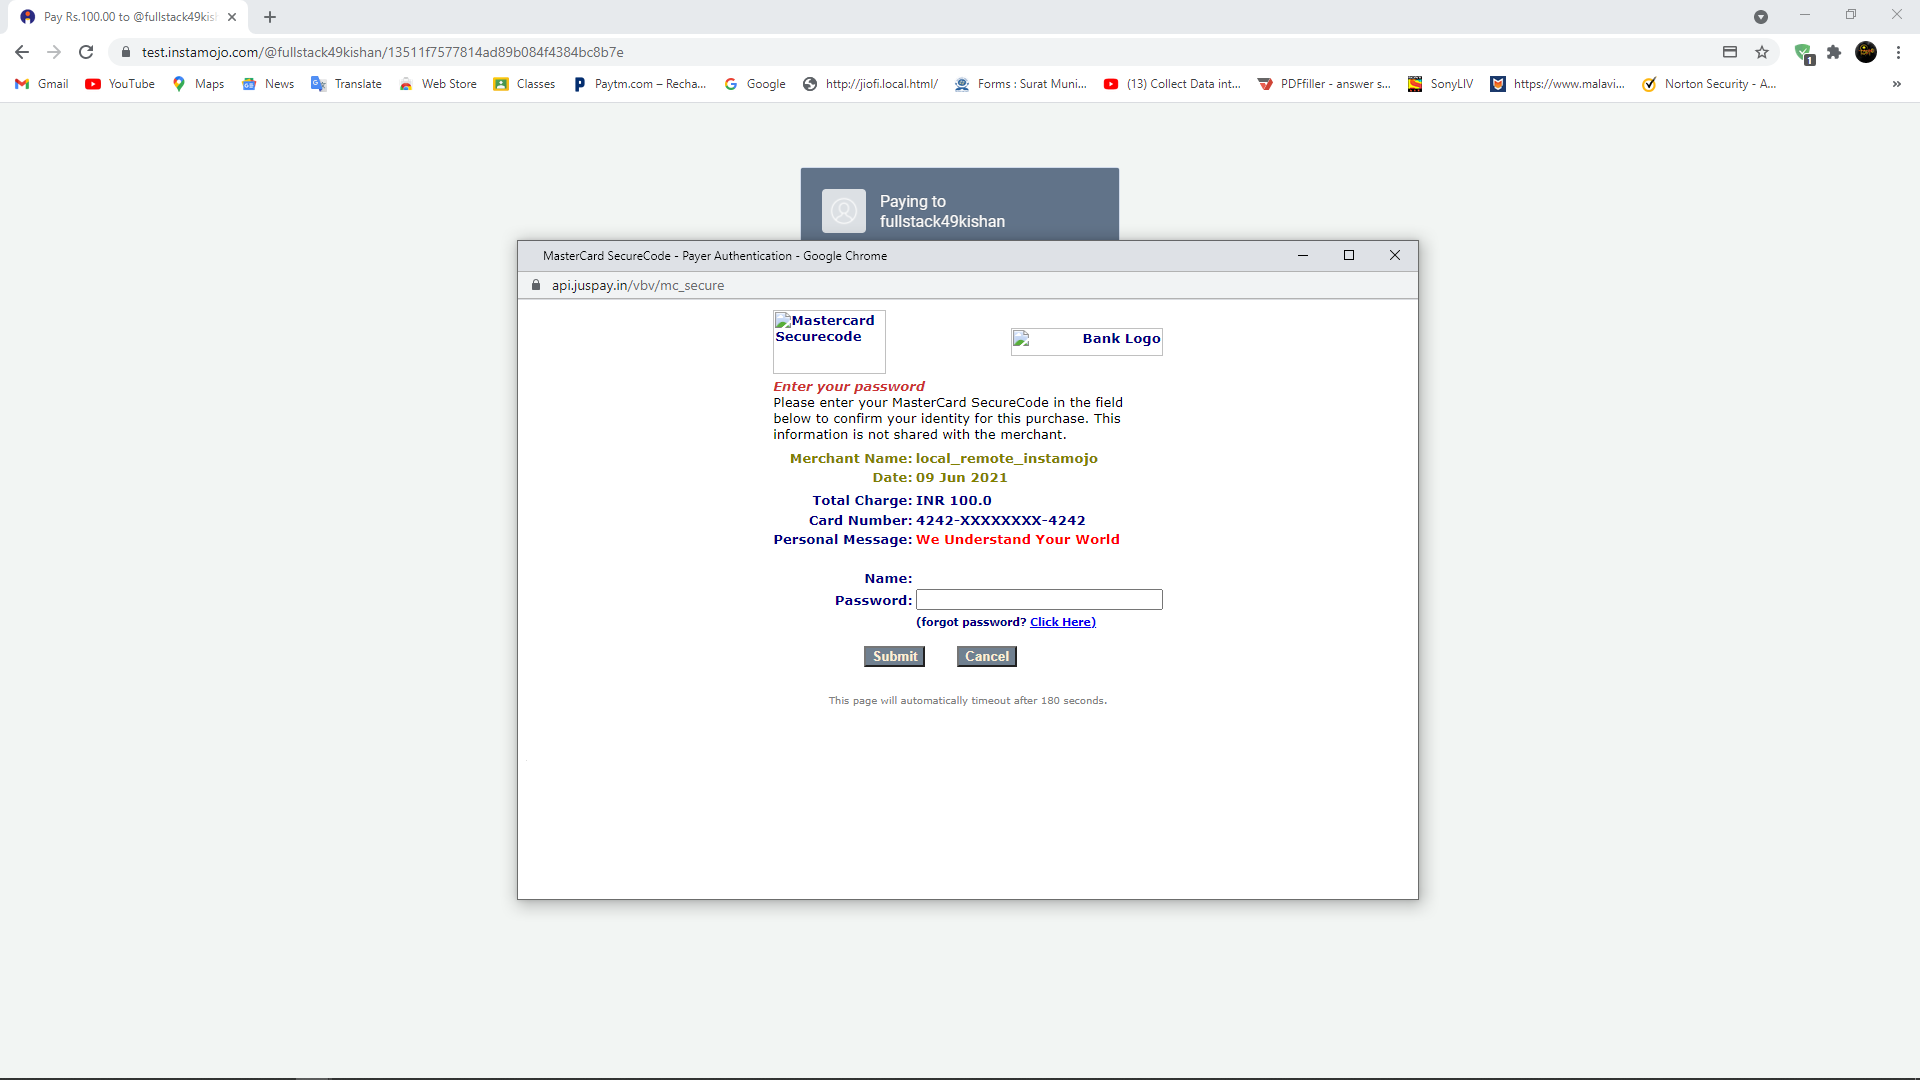 Pay Rs.100.00 to @fullstack49kis
test.instamojo.com/@fullstack49kishan/13511f7577814ad89b084f4384bc8b7e
1
Gmail YouTube Maps News Translate Web Store Classes Paytm.com – Recha... Google http://jiofi.local.html/ Forms : Surat Muni... (13) Collect Data int... PDFfiller - answer s... SonyLIV https://www.malavi... Norton Security - A... »
Paying to
fullstack49kishan
MasterCard SecureCode - Payer Authentication - Google Chrome
api.juspay.in/vbv/mc_secure
Mastercard
Securecode
Bank Logo
Enter your password
Please enter your MasterCard SecureCode in the field
below to confirm your identity for this purchase. This
information is not shared with the merchant.
Merchant Name: local_remote_instamojo
Date: 09 Jun 2021
Total Charge: INR 100.0
Card Number: 4242-XXXXXXXX-4242
Personal Message: We Understand Your World
Name:
Password:
(forgot password? Click Here)
Submit Cancel
This page will automatically timeout after 180 seconds.